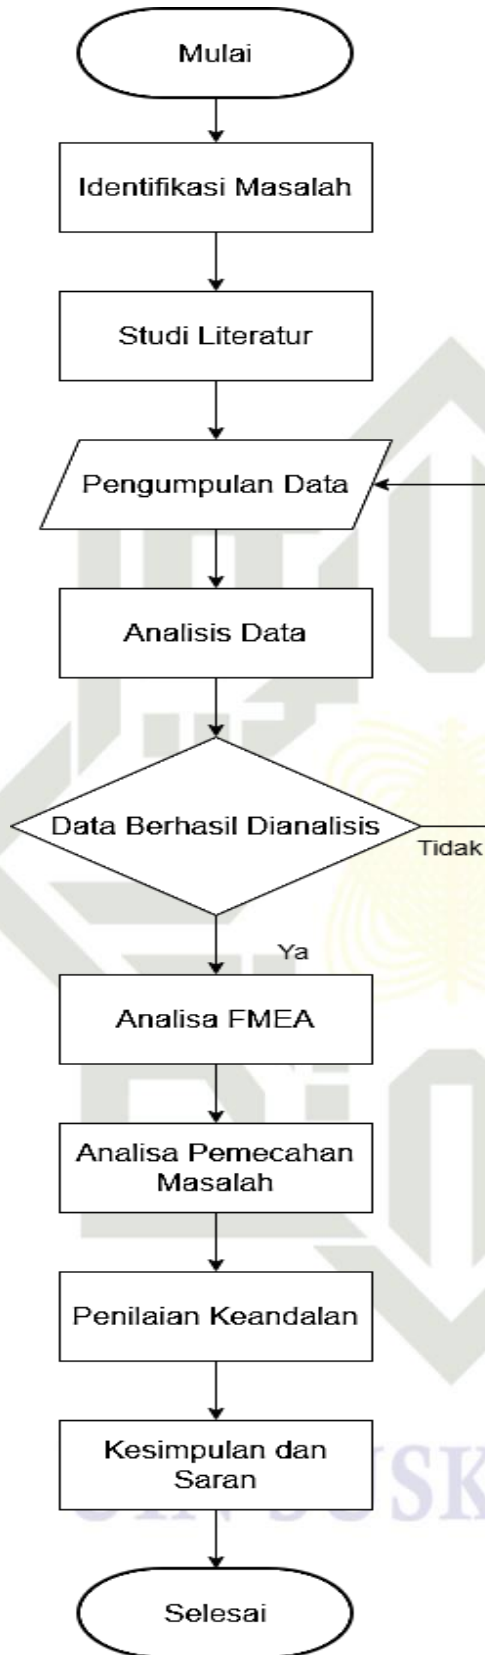 Mulai
Identifikasi Masalah
Studi Literatur
Pengumpulan Data
Analisis Data
Data Berhasil Dianalisis
Tidak
Ya
Analisa FMEA
Analisa Pemecahan
Masalah
Penilaian Keandalan
Kesimpulan dan
Saran
Selesai